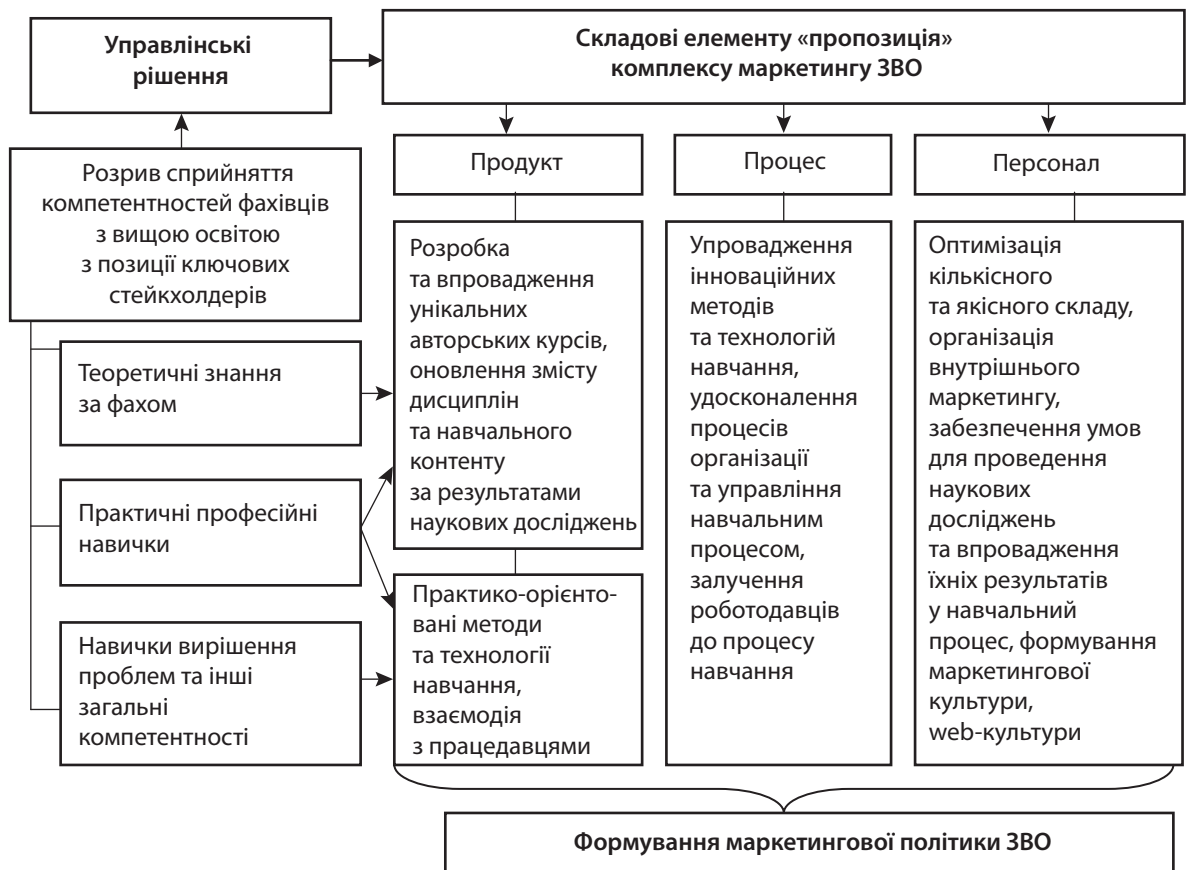 Управлінські
рішення
Складові елементу «пропозиція»
комплексу маркетингу ЗВО
Розрив сприйняття
компетентностей фахівців
з вищою освітою
з позиції ключових
стейкхолдерів
Теоретичні знання
за фахом
Практичні професійні
навички
Навички вирішення
проблем та інші
загальні
компетентності
Продукт
Розробка
та впровадження
унікальних
авторських курсів,
оновлення змісту
дисциплін
та навчального
контенту
за результатами
наукових досліджень
Практико-орієнто-
вані методи
та технології
навчання,
взаємодія
з працедавцями
Процес
Упровадження
інноваційних
методів
та технологій
навчання,
удосконалення
процесів
організації
та управління
навчальним
процесом,
залучення
роботодавців
до процесу
навчання
Персонал
Оптимізація
кількісного
та якісного складу,
організація
внутрішнього
маркетингу,
забезпечення умов
для проведення
наукових
досліджень
та впровадження
їхніх результатів
у навчальний
процес, формування
маркетингової
культури,
web-культури
Формування маркетингової політики ЗВО